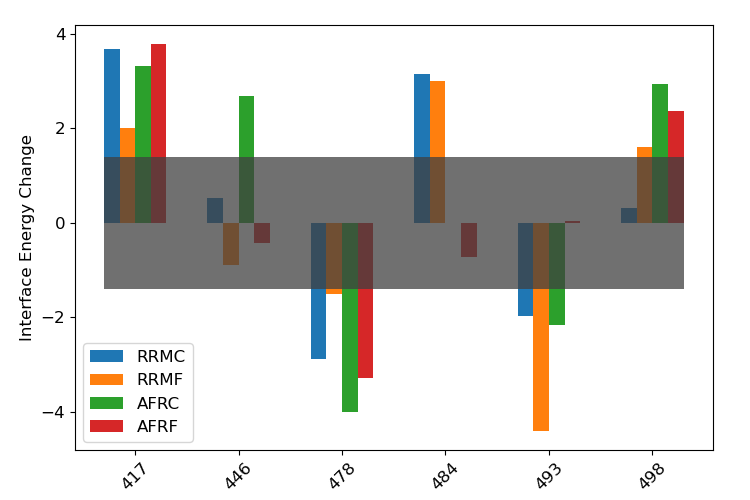 Interface Energy Change
4
2
0
−2
−4
RRMC
RRMF
AFRC
AFRF
417 446 478 484 493 498